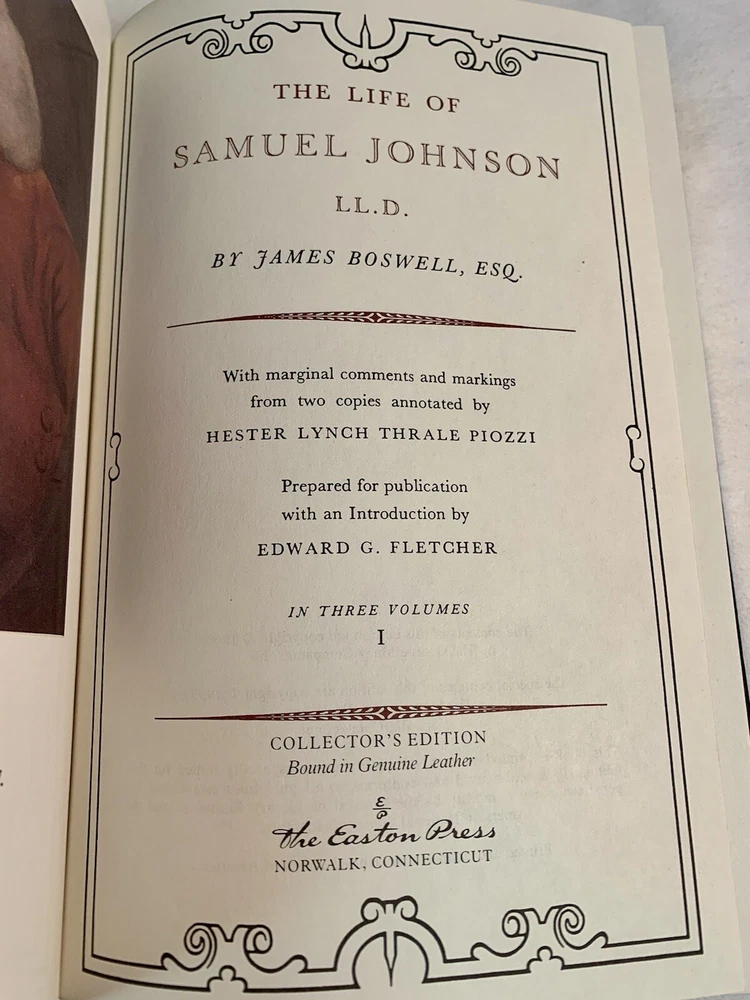 THE LIFE OF
SAMUEL JOHNSON
LL.D.
BY JAMES BOSWELL, ESQ.
With marginal comments and markings
from two copies annotated by
HESTER LYNCH THRALE PIOZZI
Prepared for publication
with an Introduction by
EDWARD G. FLETCHER
IN THREE VOLUMES
I
COLLECTOR'S EDITION
Bound in Genuine Leather
E
P
The Easton Press
NORWALK, CONNECTICUT